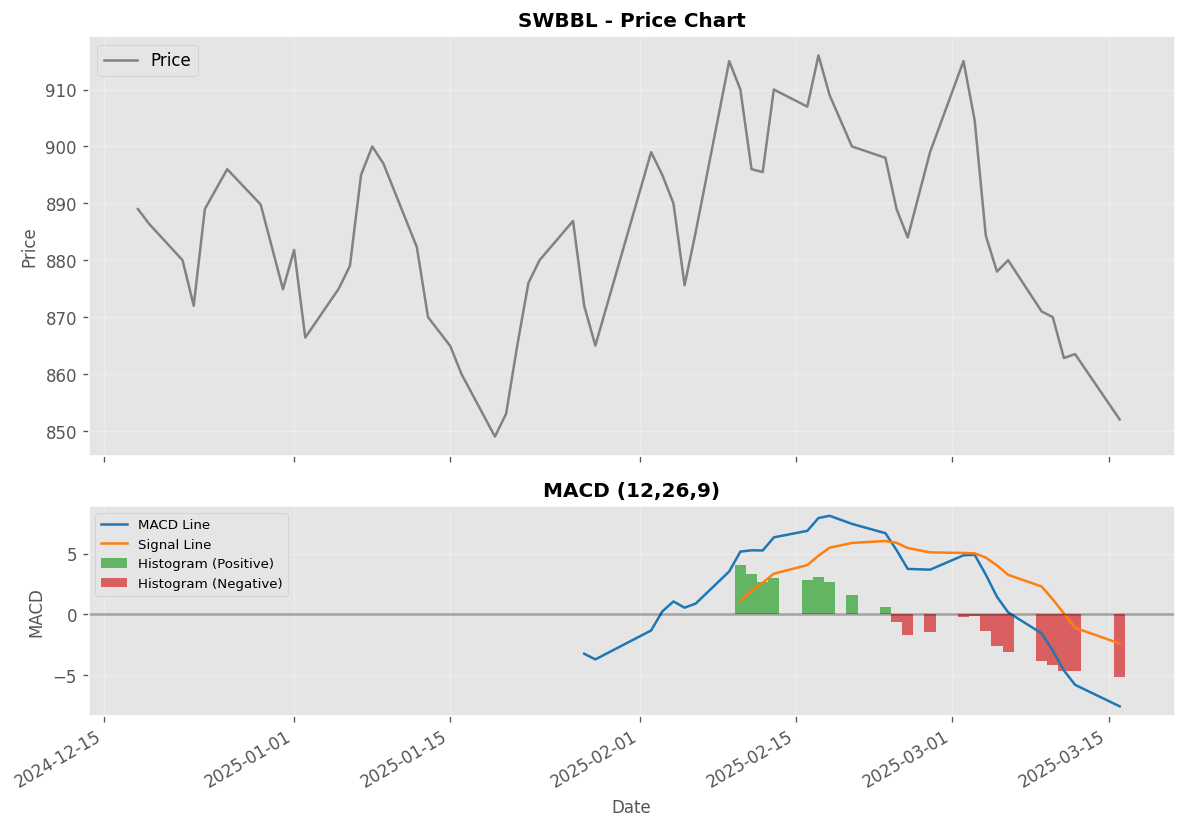 SWBBL - Price Chart
Price
910
900
890
880
870
860
850
Price
MACD (12,26,9)
MACD Line
Signal Line
Histogram (Positive)
Histogram (Negative)
5
0
−5
MACD
2024-12-15
2025-01-01
2025-01-15
2025-02-01
2025-02-15
2025-03-01
2025-03-15
Date